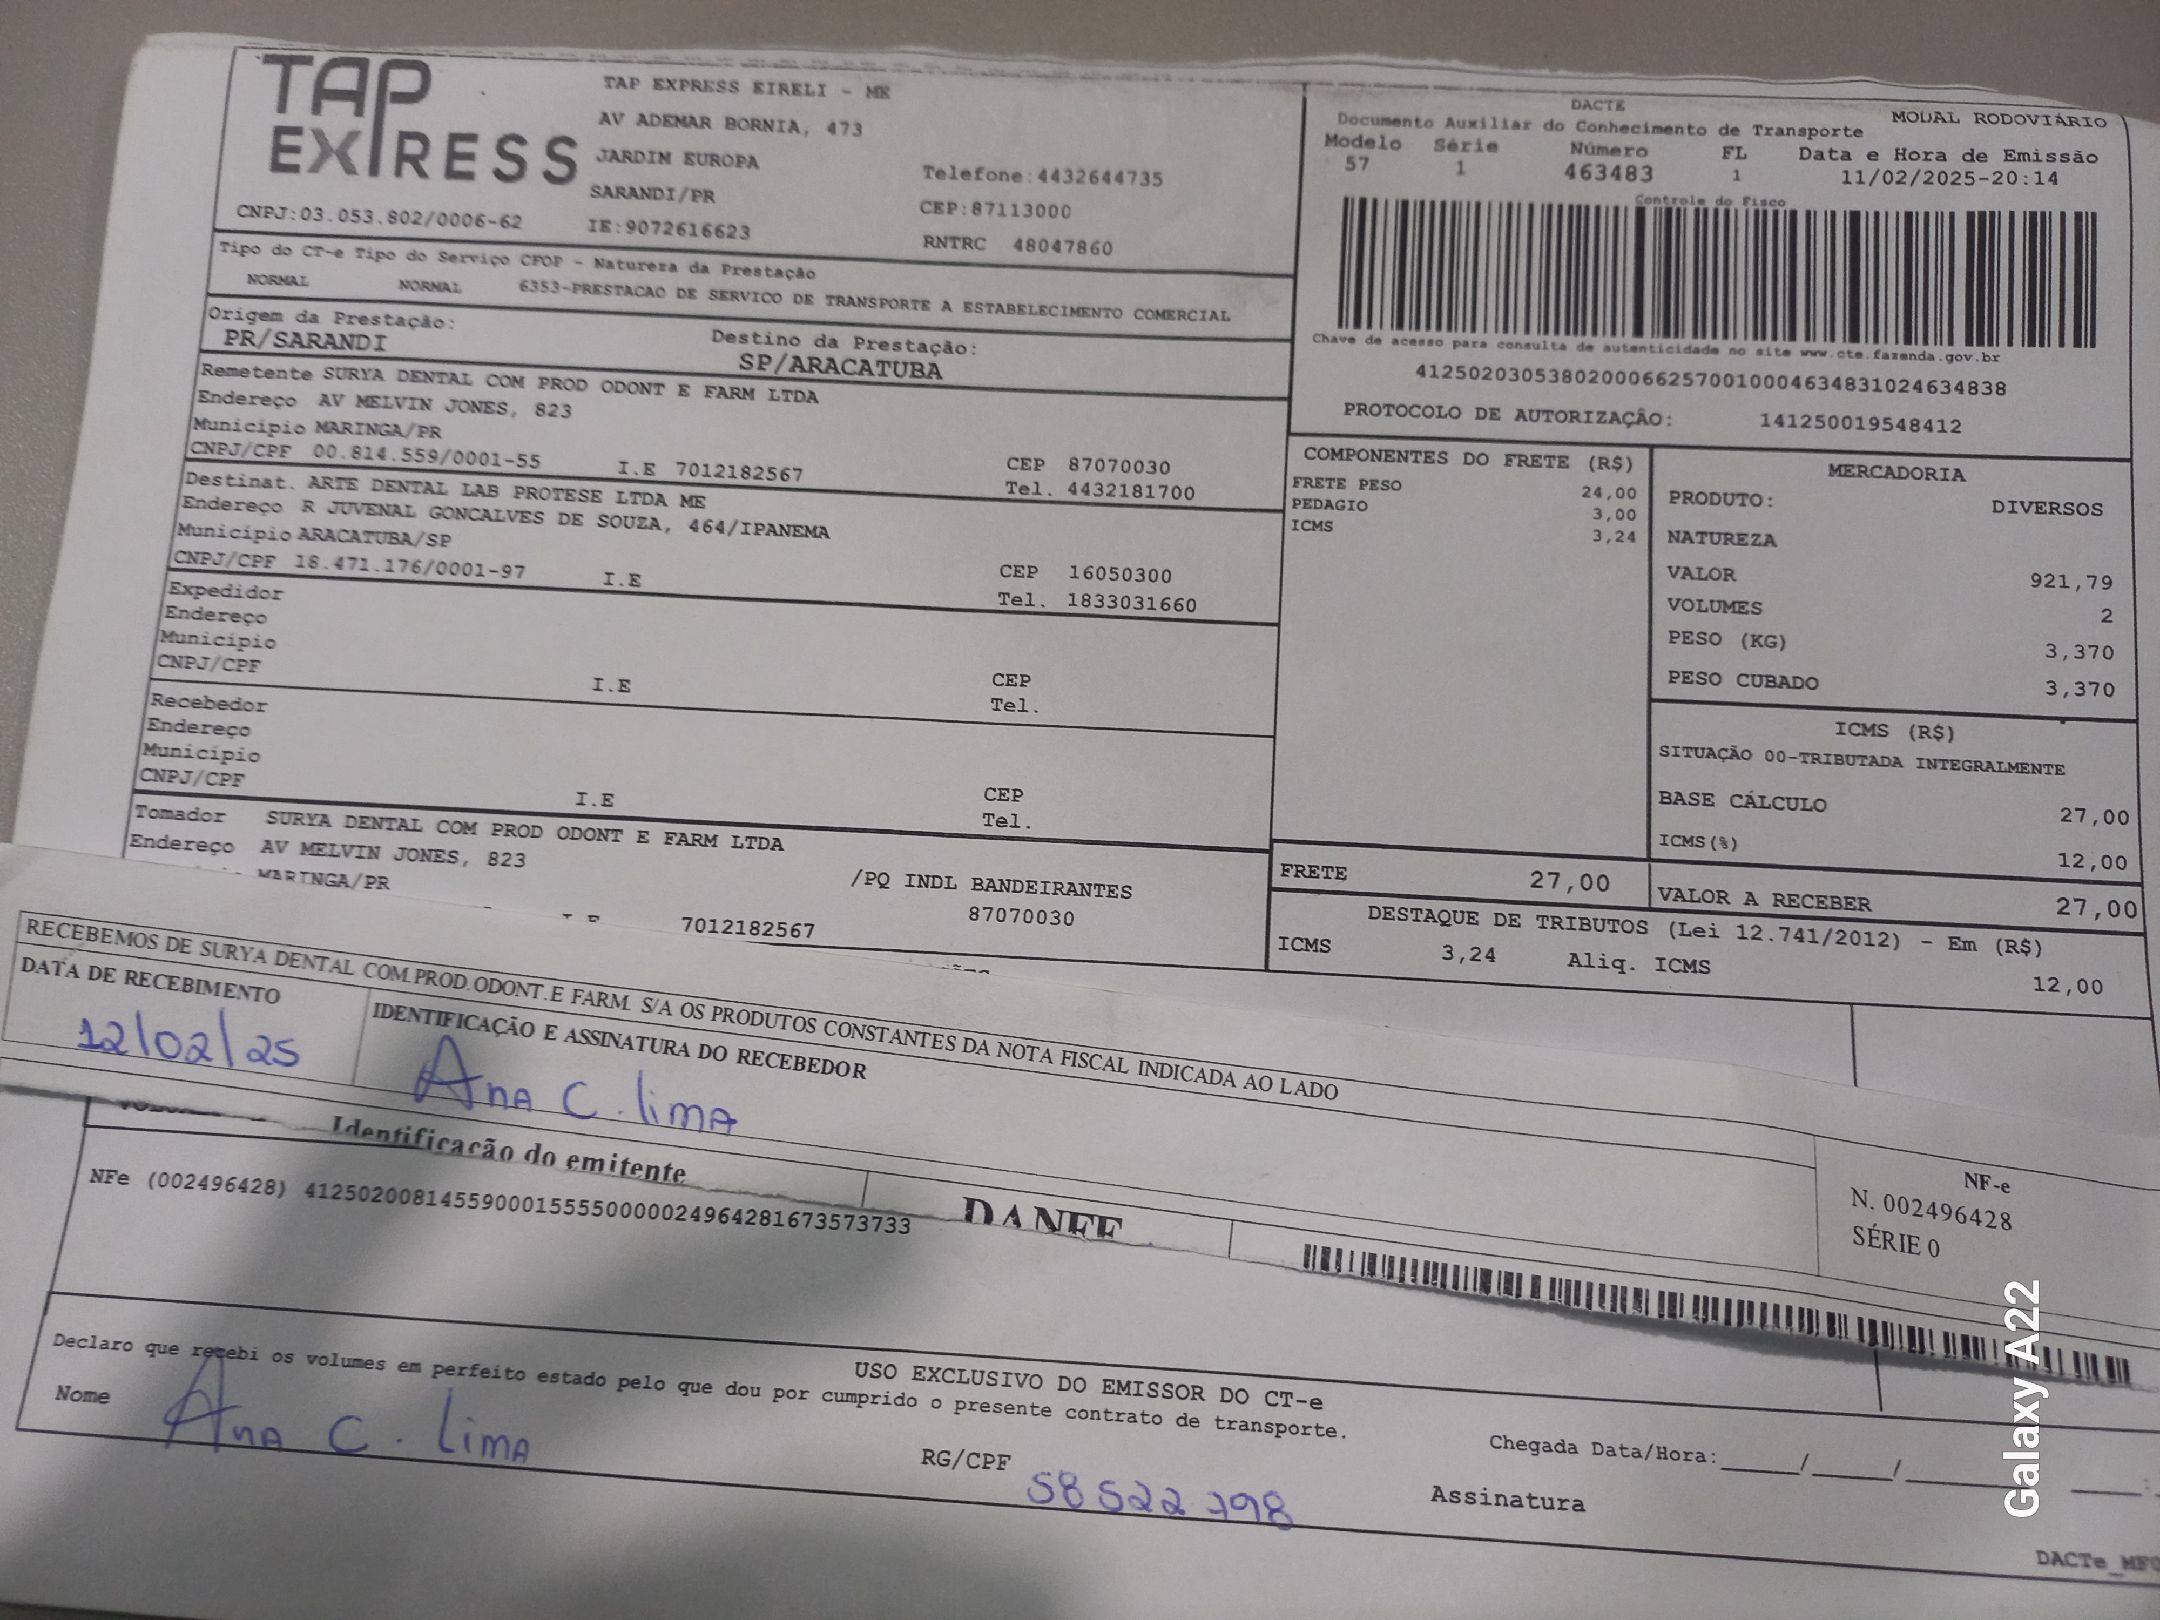 TAP EXPRESS
TAP EXPRESS EIRELI - ME
AV ADEMAR BORNIA, 473
JARDIM EUROPA
Telefone:4432644735
SARANDI/PR
CEP:87113000
CNPJ:03.053.802/0006-62
IE:9072616623
RNTRC 48047860
DACTE
MODAL RODOVIÁRIO
Documento Auxiliar do Conhecimento de Transporte
Modelo Série Número FL Data e Hora de Emissão
57 1 463483 1 11/02/2025-20:14
Controle do Fisco
Chave de acesso para consulta de autenticidade no site www.cte.fazenda.gov.br
41250203053802000662570010004634831024634838
PROTOCOLO DE AUTORIZAÇÃO: 141250019548412
Tipo do CT-e Tipo do Serviço CFOP - Natureza da Prestação
NORMAL NORMAL 6353-PRESTACAO DE SERVICO DE TRANSPORTE A ESTABELECIMENTO COMERCIAL
Origem da Prestação: Destino da Prestação:
PR/SARANDI SP/ARACATUBA
Remetente SURYA DENTAL COM PROD ODONT E FARM LTDA
Endereço AV MELVIN JONES, 823
Município MARINGA/PR CEP 87070030
CNPJ/CPF 00.814.559/0001-55 I.E 7012182567 Tel. 4432181700
Destinat. ARTE DENTAL LAB PROTESE LTDA ME
Endereço R JUVENAL GONCALVES DE SOUZA, 464/IPANEMA
Município ARACATUBA/SP CEP 16050300
CNPJ/CPF 18.471.176/0001-97 I.E Tel. 1833031660
Expedidor
Endereço
Município CEP
CNPJ/CPF I.E Tel.
Recebedor
Endereço
Município CEP
CNPJ/CPF I.E Tel.
Tomador SURYA DENTAL COM PROD ODONT E FARM LTDA
Endereço AV MELVIN JONES, 823 /PQ INDL BANDEIRANTES
MARINGA/PR 87070030
I.E 7012182567
COMPONENTES DO FRETE (R$)
FRETE PESO 24,00
PEDAGIO 3,00
ICMS 3,24
MERCADORIA
PRODUTO: DIVERSOS
NATUREZA
VALOR 921,79
VOLUMES 2
PESO (KG) 3,370
PESO CUBADO 3,370
ICMS (R$)
SITUAÇÃO 00-TRIBUTADA INTEGRALMENTE
BASE CÁLCULO 27,00
ICMS(%) 12,00
FRETE 27,00 VALOR A RECEBER 27,00
DESTAQUE DE TRIBUTOS (Lei 12.741/2012) - Em (R$)
ICMS 3,24 Aliq. ICMS 12,00
RECEBEMOS DE SURYA DENTAL COM.PROD.ODONT.E FARM. S/A OS PRODUTOS CONSTANTES DA NOTA FISCAL INDICADA AO LADO
DATA DE RECEBIMENTO IDENTIFICAÇÃO E ASSINATURA DO RECEBEDOR
12/02/25 Ana C. lima
NF-e
N. 002496428
SÉRIE 0
Identificação do emitente
DANFE
NFe (002496428) 41250200814559000155550000024964281673573733
USO EXCLUSIVO DO EMISSOR DO CT-e
Declaro que recebi os volumes em perfeito estado pelo que dou por cumprido o presente contrato de transporte.
Nome Ana C. Lima RG/CPF 58522798 Chegada Data/Hora:_____/_____/_____ _____:
Assinatura
Galaxy A22